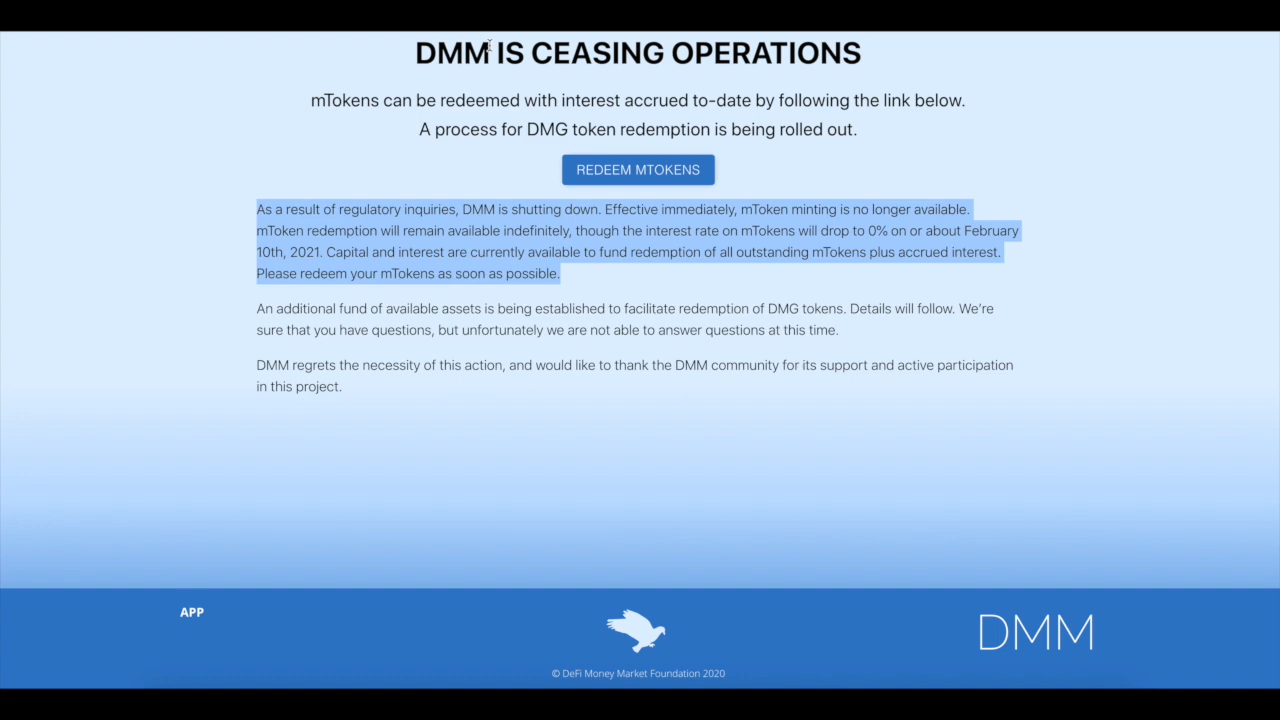 DMM IS CEASING OPERATIONS
mTokens can be redeemed with interest accrued to-date by following the link below.
A process for DMG token redemption is being rolled out.
REDEEM MTOKENS
As a result of regulatory inquiries, DMM is shutting down. Effective immediately, mToken minting is no longer available.
mToken redemption will remain available indefinitely, though the interest rate on mTokens will drop to 0% on or about February
10th, 2021. Capital and interest are currently available to fund redemption of all outstanding mTokens plus accrued interest.
Please redeem your mTokens as soon as possible.
An additional fund of available assets is being established to facilitate redemption of DMG tokens. Details will follow. We’re
sure that you have questions, but unfortunately we are not able to answer questions at this time.
DMM regrets the necessity of this action, and would like to thank the DMM community for its support and active participation
in this project.
APP
DMM
© DeFi Money Market Foundation 2020